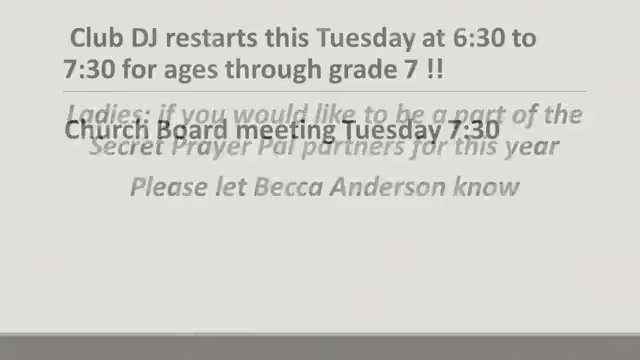 Club DJ restarts this Tuesday at 6:30 to
7:30 for ages through grade 7 !!
Ladies: if you would like to be a part of the
Church Board meeting Tuesday 7:30
Secret Prayer Pal partners for this year
Please let Becca Anderson know